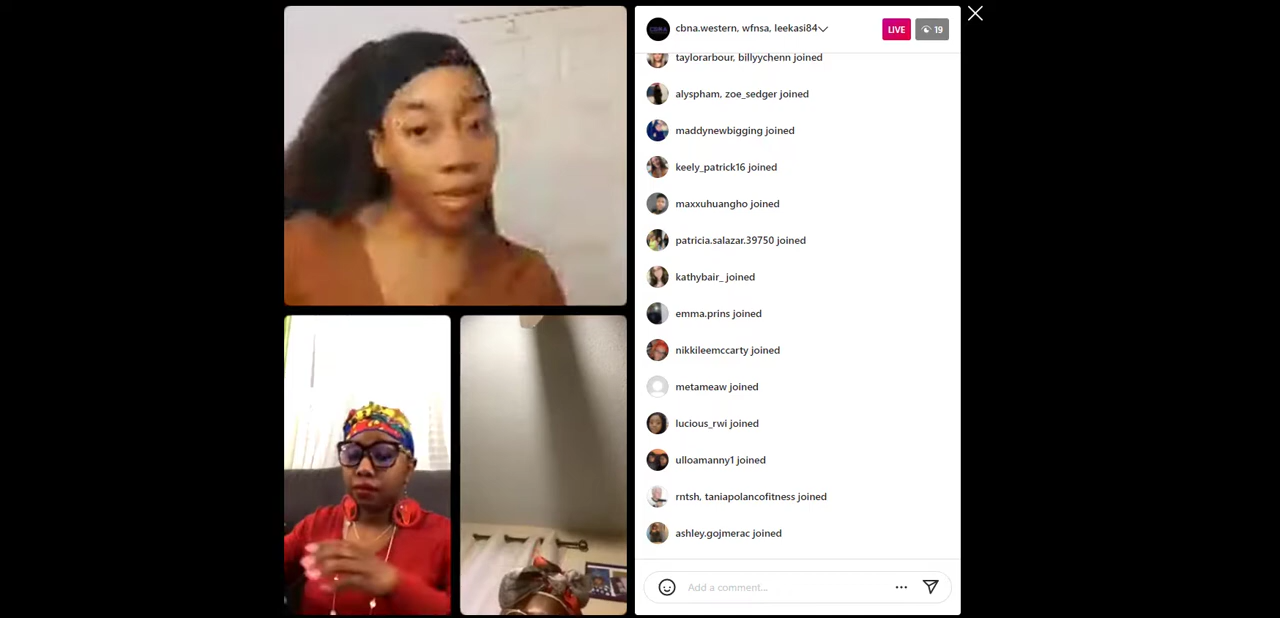 cbna.western, wfnsa, leekasi84
LIVE
19
taylorarbour, billyychenn joined
alyspham, zoe_sedger joined
maddynewbigging joined
keely_patrick16 joined
maxxuhuangho joined
patricia.salazar.39750 joined
kathybair_ joined
emma.prins joined
nikkileemccarty joined
metameaw joined
lucious_rwi joined
ulloamanny1 joined
rntsh, taniapolancofitness joined
ashley.gojmerac joined
Add a comment...